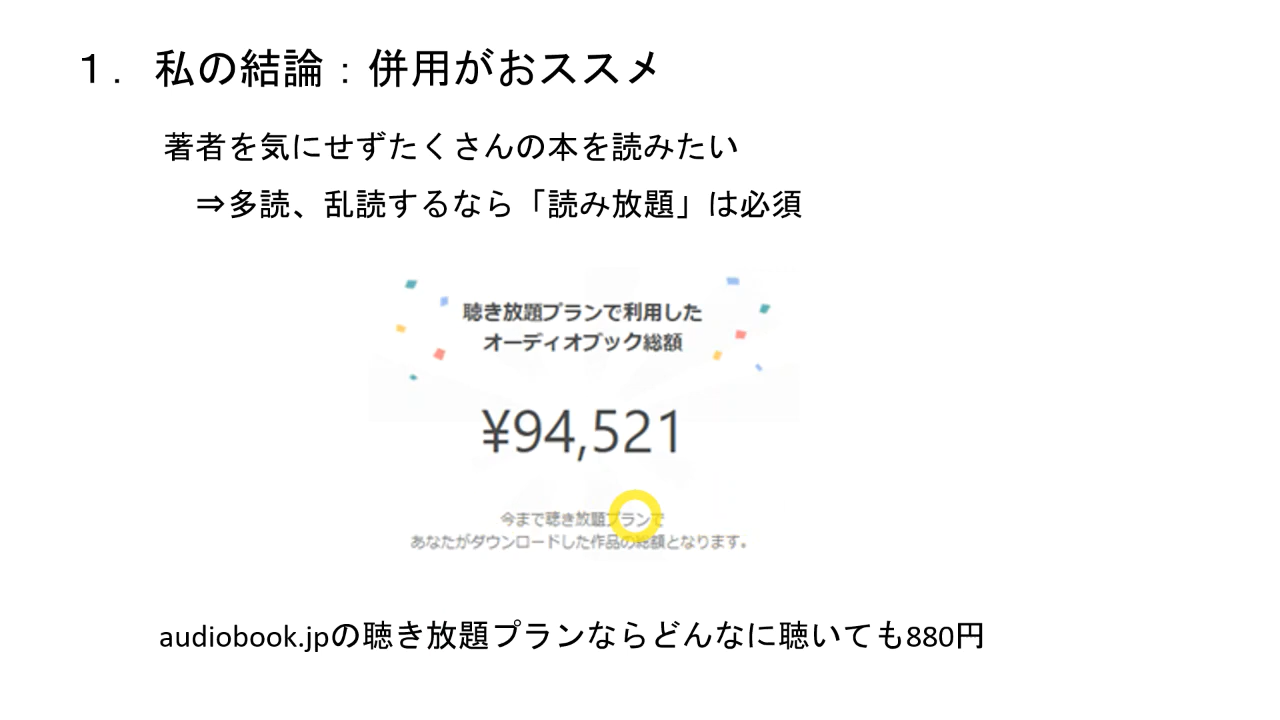 １．私の結論：併用がおススメ
著者を気にせずたくさんの本を読みたい
⇒多読、乱読するなら「読み放題」は必須
聴き放題プランで利用した
オーディオブック総額
¥94,521
今まで聴き放題プランで
あなたがダウンロードした作品の総額となります。
audiobook.jpの聴き放題プランならどんなに聴いても880円